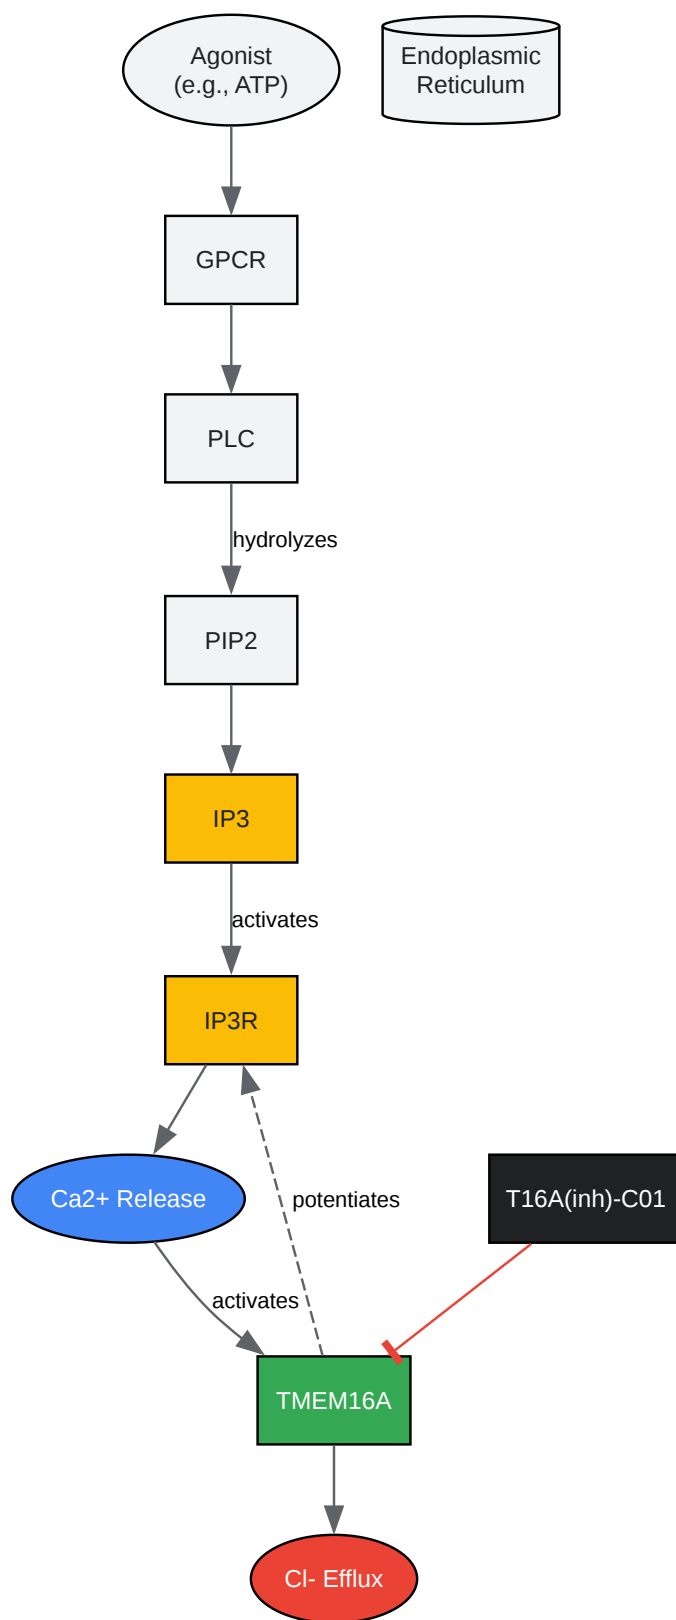 Agonist
(e.g., ATP)
Endoplasmic
Reticulum
GPCR
PLC
hydrolyzes
PIP2
IP3
activates
IP3R
Ca2+ Release
potentiates
T16A(inh)-C01
activates
TMEM16A
Cl- Efflux